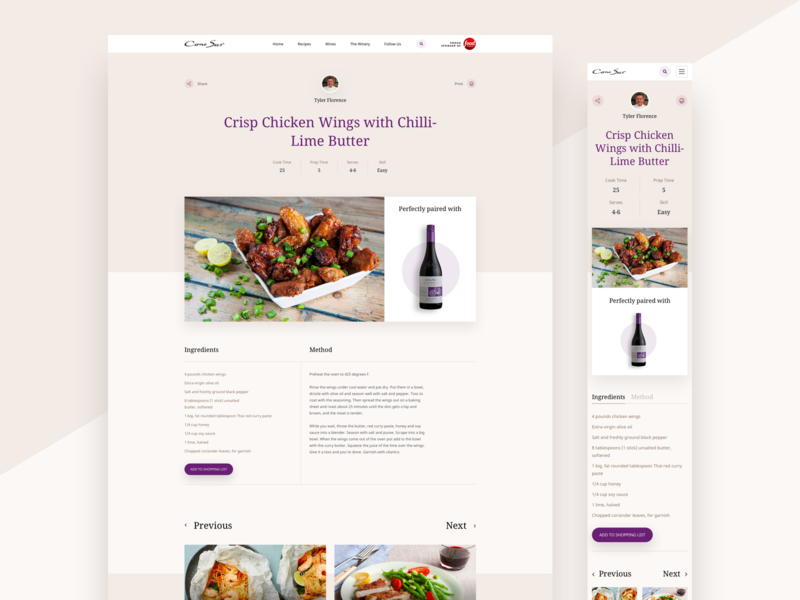 Cono Sur
Home
Recipes
Wines
The Winery
Follow Us
food
Share
Print
Tyler Florence
Crisp Chicken Wings with Chilli-
Lime Butter
Cook Time
25
Prep Time
5
Serves
4-6
Skill
Easy
Perfectly paired with
Ingredients
4 pounds chicken wings
Extra-virgin olive oil
Salt and freshly ground black pepper
8 tablespoons (1 stick) unsalted
butter, softened
1 big, fat rounded tablespoon Thai red curry paste
1/4 cup honey
1/4 cup soy sauce
1 lime, halved
Chopped coriander leaves, for garnish
ADD TO SHOPPING LIST
Method
Preheat the oven to 425 degrees F.
Rinse the wings under cool water and pat dry. Put them in a bowl,
drizzle with olive oil and season well with salt and pepper. Toss to
coat with the seasoning. Then spread the wings out on a baking
sheet and roast about 25 minutes until the skin gets crisp and
brown, and the meat is tender.
While you wait, throw the butter, red curry paste, honey and soy
sauce into a blender. Season with salt and puree. Scrape into a big
bowl. When the wings come out of the oven put add to the bowl
with the curry butter. Squeeze the juice of the lime over the wings.
Give it a toss and you're done. Garnish with cilantro.
Previous
Next
Cono Sur
Tyler Florence
Crisp Chicken
Wings with Chilli-
Lime Butter
Cook Time
25
Prep Time
5
Serves
4-6
Skill
Easy
Perfectly paired with
Ingredients
Method
4 pounds chicken wings
Extra-virgin olive oil
Salt and freshly ground black pepper
8 tablespoons (1 stick) unsalted butter,
softened
1 big, fat rounded tablespoon Thai red curry
paste
1/4 cup honey
1/4 cup soy sauce
1 lime, halved
Chopped coriander leaves, for garnish
ADD TO SHOPPING LIST
Previous
Next